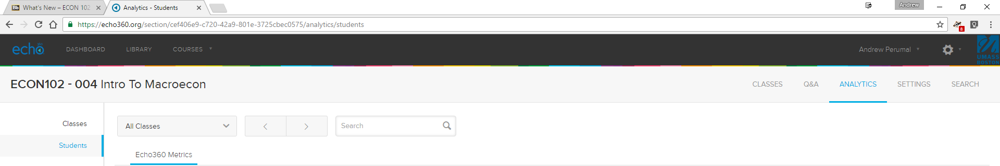 Bb What's New – ECON 102
Analytics - Students
Andrew
https://echo360.org/section/cef406e9-c720-42a9-801e-3725cbec0575/analytics/students
8
echo 360
DASHBOARD
LIBRARY
COURSES
Andrew Perumal
UMASS
BOSTON
ECON102 - 004 Intro To Macroecon
CLASSES
Q&A
ANALYTICS
SETTINGS
SEARCH
Classes
Students
All Classes
Search
Echo360 Metrics